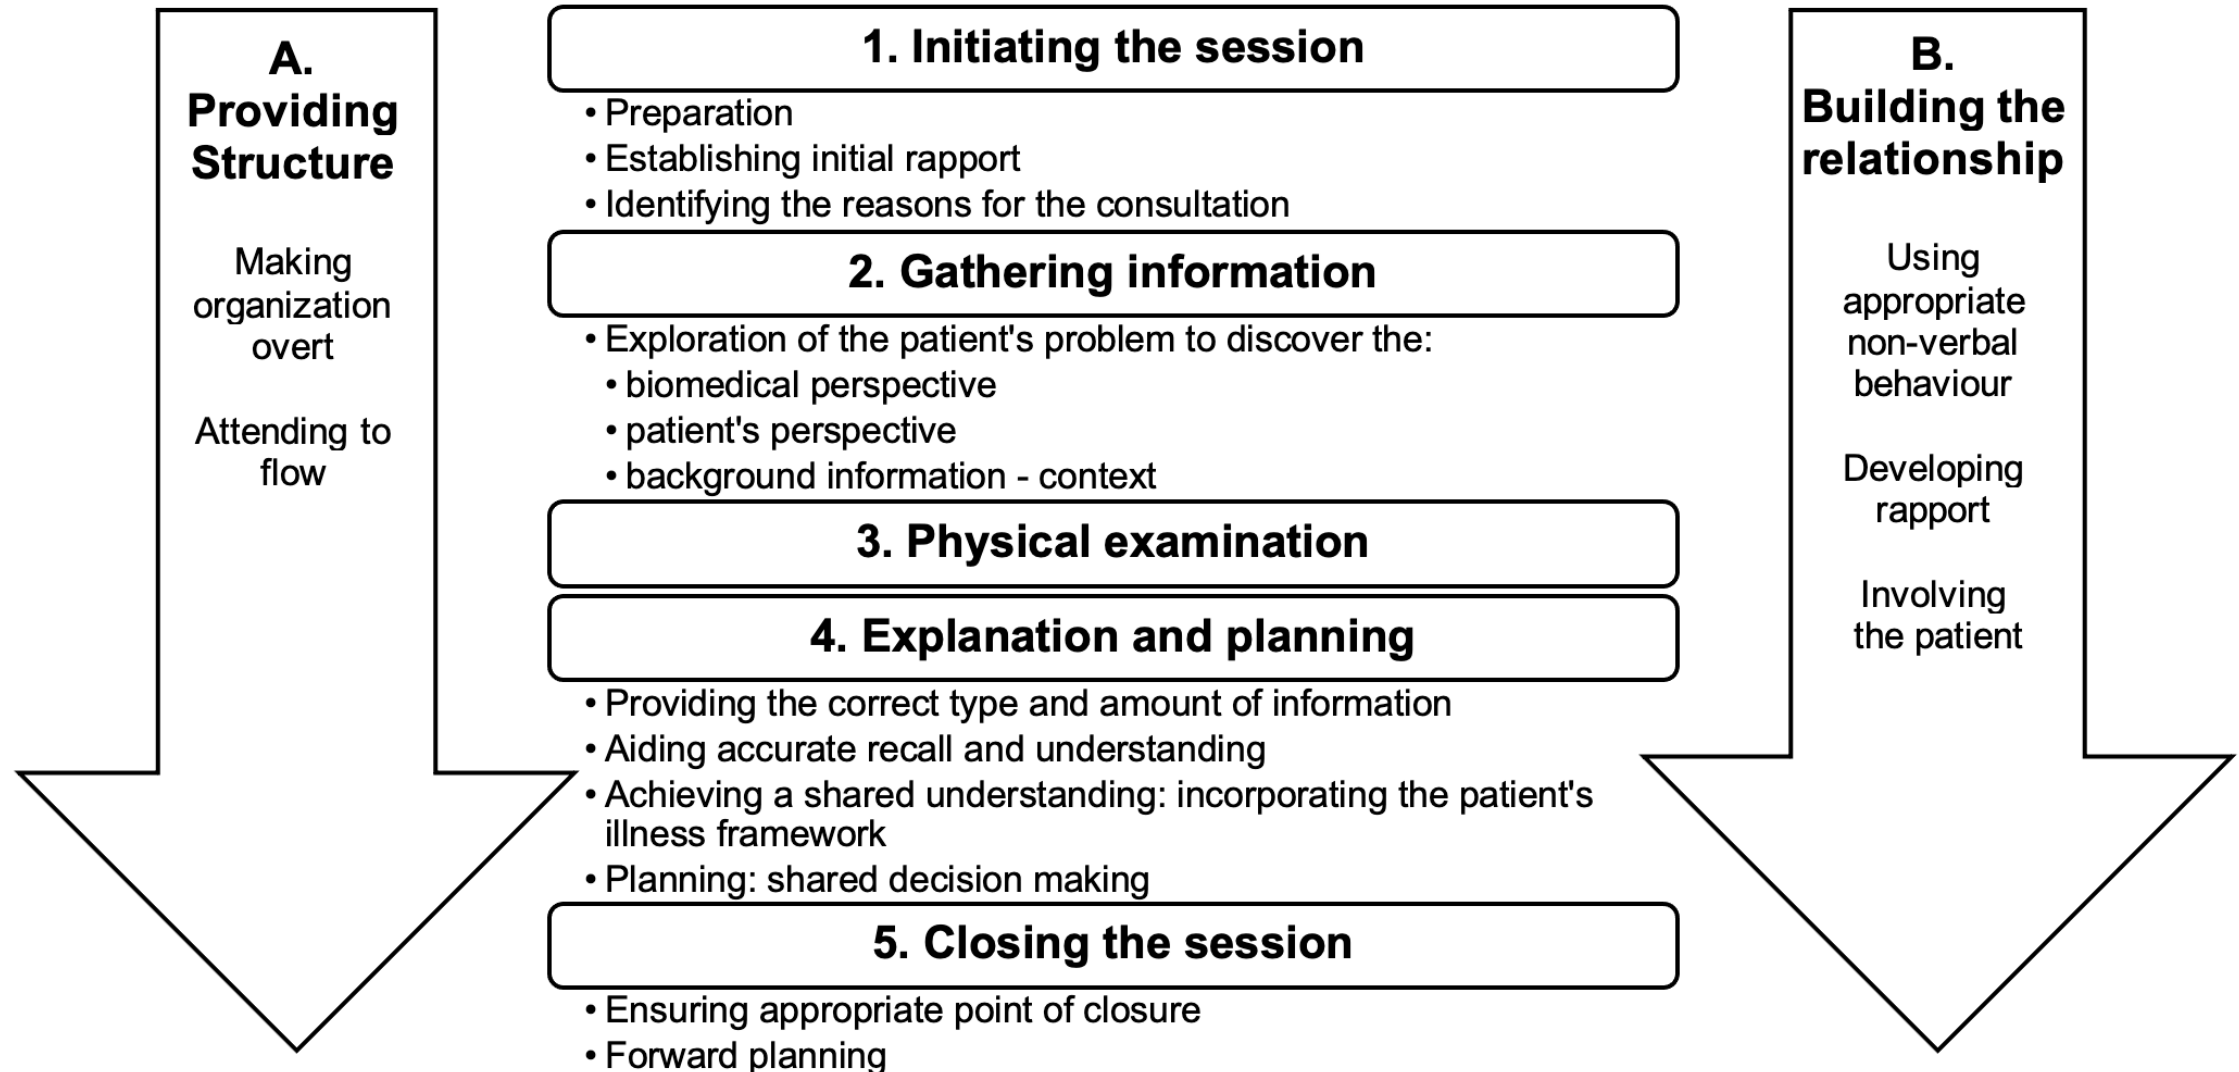 A.
Providing
Structure
Making
organization
overt
Attending to
flow
1. Initiating the session
• Preparation
• Establishing initial rapport
• Identifying the reasons for the consultation
2. Gathering information
• Exploration of the patient's problem to discover the:
• biomedical perspective
• patient's perspective
• background information - context
3. Physical examination
4. Explanation and planning
• Providing the correct type and amount of information
• Aiding accurate recall and understanding
• Achieving a shared understanding: incorporating the patient's
illness framework
• Planning: shared decision making
5. Closing the session
• Ensuring appropriate point of closure
• Forward planning
B.
Building the
relationship
Using
appropriate
non-verbal
behaviour
Developing
rapport
Involving
the patient